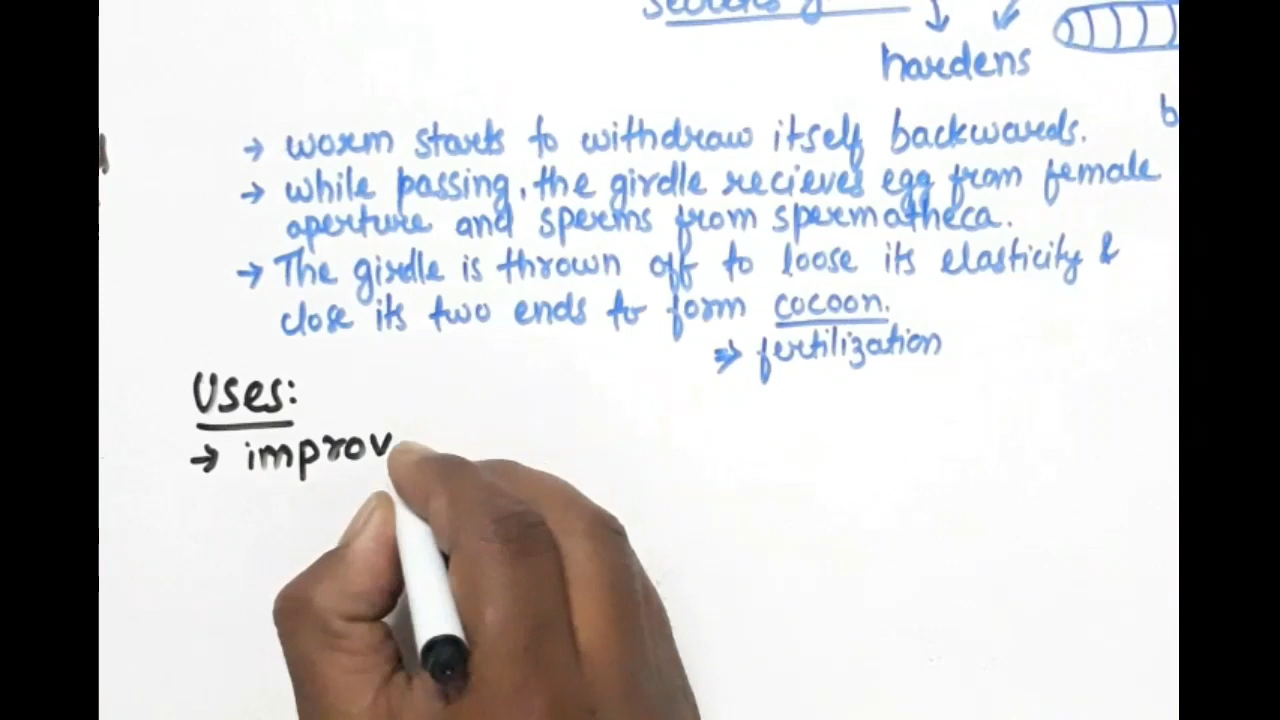 hardens
→ worm starts to withdraw itself backwards.
→ while passing, the girdle recieves egg from female
aperture and sperms from spermatheca.
→ The girdle is thrown off to loose its elasticity &
close its two ends to form cocoon.
⇒ fertilization
Uses:
→ improv